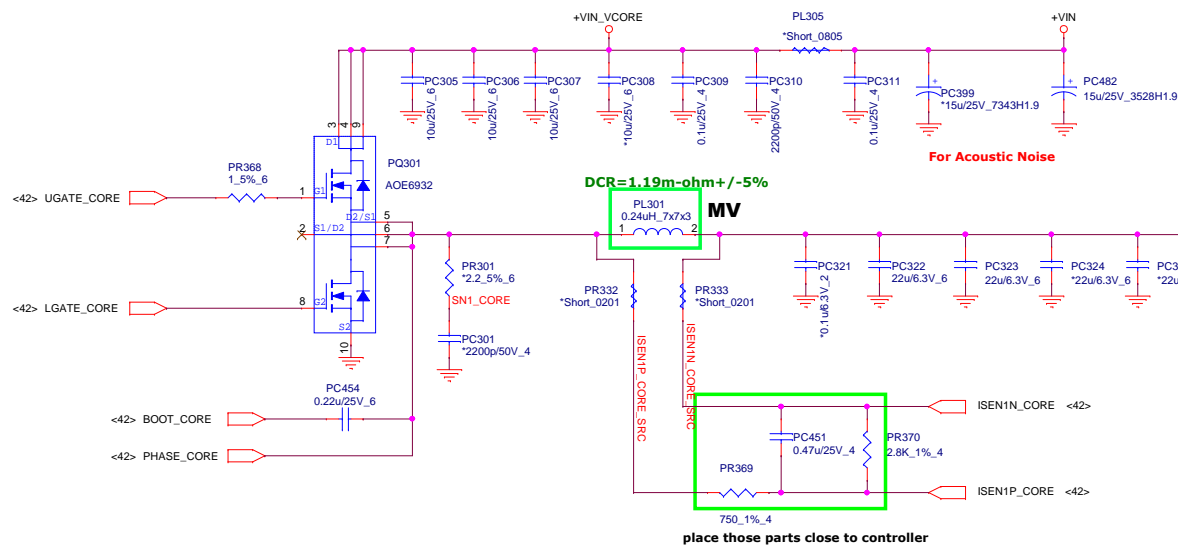 +VIN_VCORE
PL305
*Short_0805
+VIN
PC305
10u/25V_6
PC306
10u/25V_6
PC307
10u/25V_6
PC308
*10u/25V_6
PC309
0.1u/25V_4
PC310
2200p/50V_4
PC311
0.1u/25V_4
PC399
*15u/25V_7343H1.9
PC482
15u/25V_3528H1.9
For Acoustic Noise
3
4
9
D1
PR368
1_5%_6
PQ301
AOE6932
<42> UGATE_CORE
1
G1
D2/S1
5
2
S1/D2
6
7
<42> LGATE_CORE
8
G2
S2
10
DCR=1.19m-ohm+/-5%
PL301
0.24uH_7x7x3
MV
1
2
PR301
*2.2_5%_6
SN1_CORE
PC301
*2200p/50V_4
PR332
*Short_0201
PR333
*Short_0201
ISEN1P_CORE_SRC
ISEN1N_CORE_SRC
PC321
*0.1u/6.3V_2
PC322
22u/6.3V_6
PC323
22u/6.3V_6
PC324
*22u/6.3V_6
PC3
*22u
PC454
0.22u/25V_6
<42> BOOT_CORE
<42> PHASE_CORE
ISEN1N_CORE <42>
PC451
0.47u/25V_4
PR370
2.8K_1%_4
PR369
750_1%_4
ISEN1P_CORE <42>
place those parts close to controller